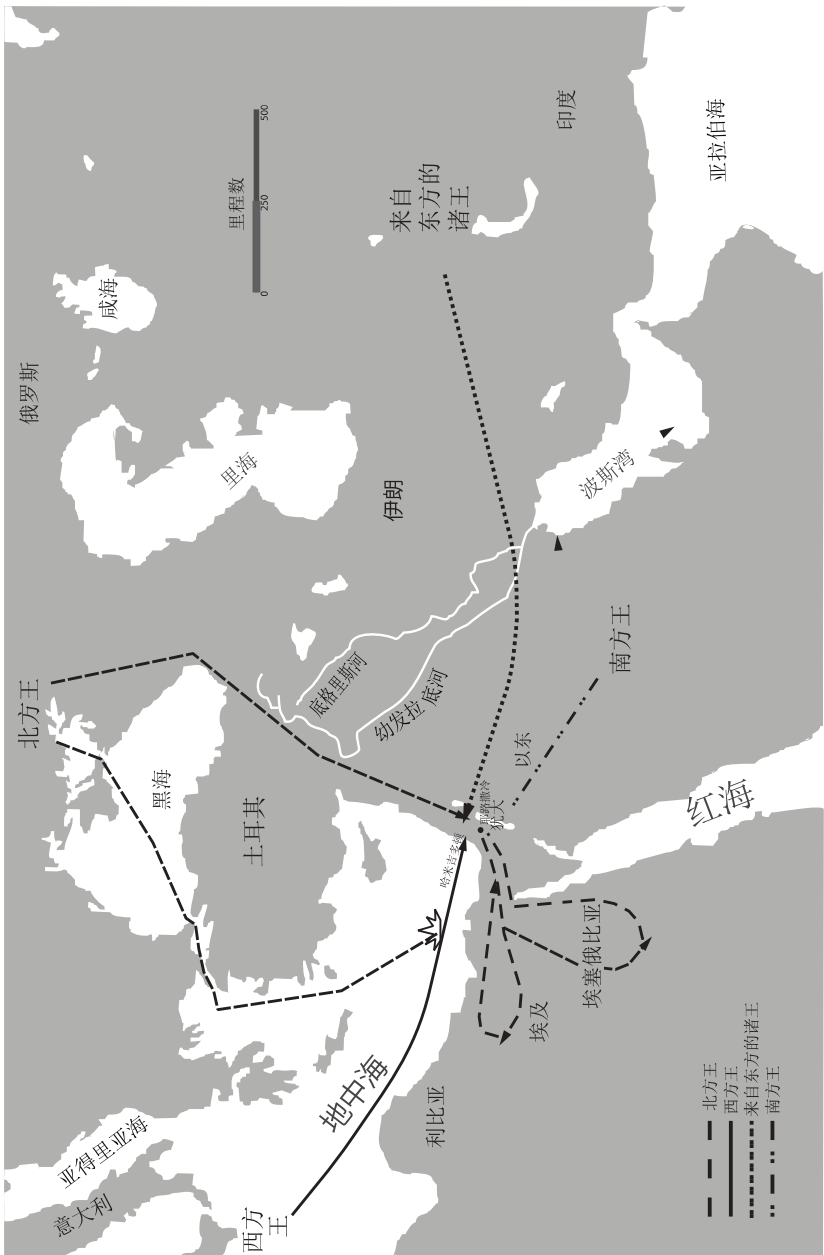 俄罗斯
咸海
里海
里程数
0
250
500
印度
来自
东方的
诸王
亚拉伯海
伊朗
波斯湾
北方王
黑海
土耳其
底格里斯河
幼发拉底河
南方王
以东
耶路撒冷
犹大
哈米吉多顿
红海
埃塞俄比亚
埃及
地中海
利比亚
亚得里亚海
意大利
西方
王
北方王
西方王
来自东方的诸王
南方王